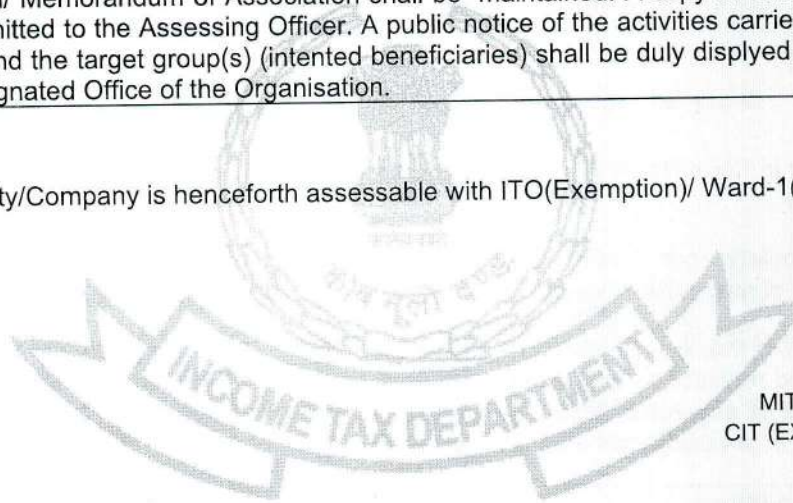 Memorandum of Association shall be
mitted to the Assessing Officer. A public notice of the activities carrie
nd the target group(s) (intented beneficiaries) shall be duly displyed
gnated Office of the Organisation.
ty/Company is henceforth assessable with ITO(Exemption)/ Ward-1(
कोष मूलो दण्डः
INCOME TAX DEPARTMENT
MIT
CIT (EX